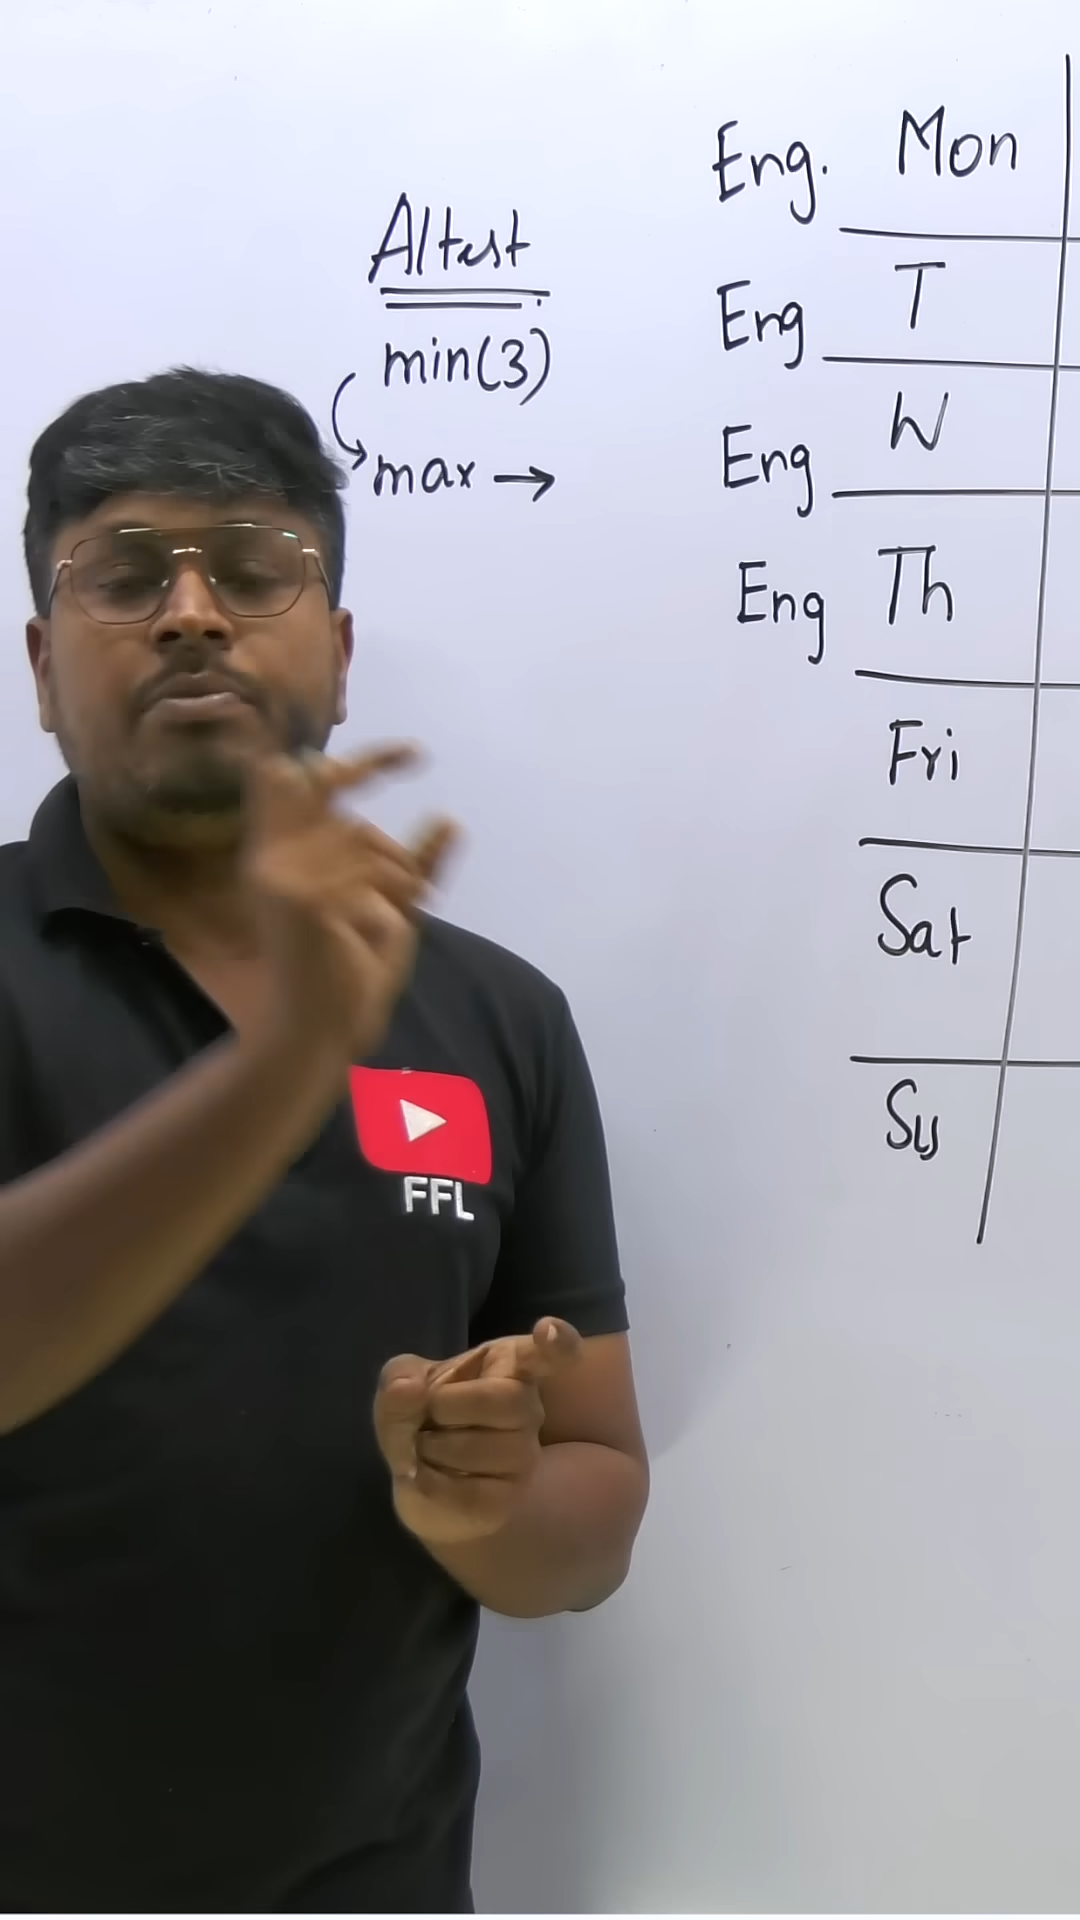 Altest
min(3)
max →
Eng. Mon
Eng T
Eng W
Eng Th
Fri
Sat
Su
FFL